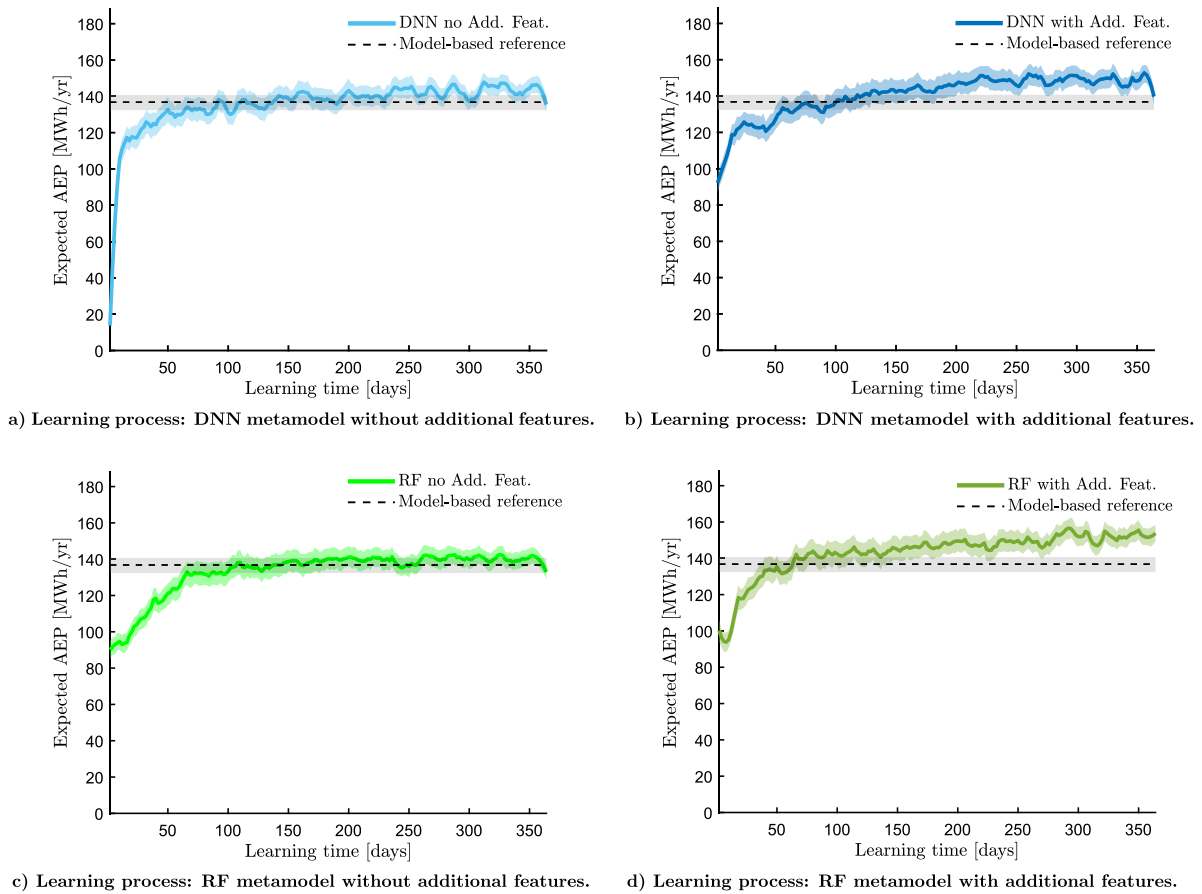 DNN no Add. Feat.
Model-based reference
180
160
140
120
100
80
60
40
20
0
50 100 150 200 250 300 350
Expected AEP [MWh/yr]
Learning time [days]
a) Learning process: DNN metamodel without additional features.
DNN with Add. Feat.
Model-based reference
180
160
140
120
100
80
60
40
20
0
50 100 150 200 250 300 350
Expected AEP [MWh/yr]
Learning time [days]
b) Learning process: DNN metamodel with additional features.
RF no Add. Feat.
Model-based reference
180
160
140
120
100
80
60
40
20
0
50 100 150 200 250 300 350
Expected AEP [MWh/yr]
Learning time [days]
c) Learning process: RF metamodel without additional features.
RF with Add. Feat.
Model-based reference
180
160
140
120
100
80
60
40
20
0
50 100 150 200 250 300 350
Expected AEP [MWh/yr]
Learning time [days]
d) Learning process: RF metamodel with additional features.